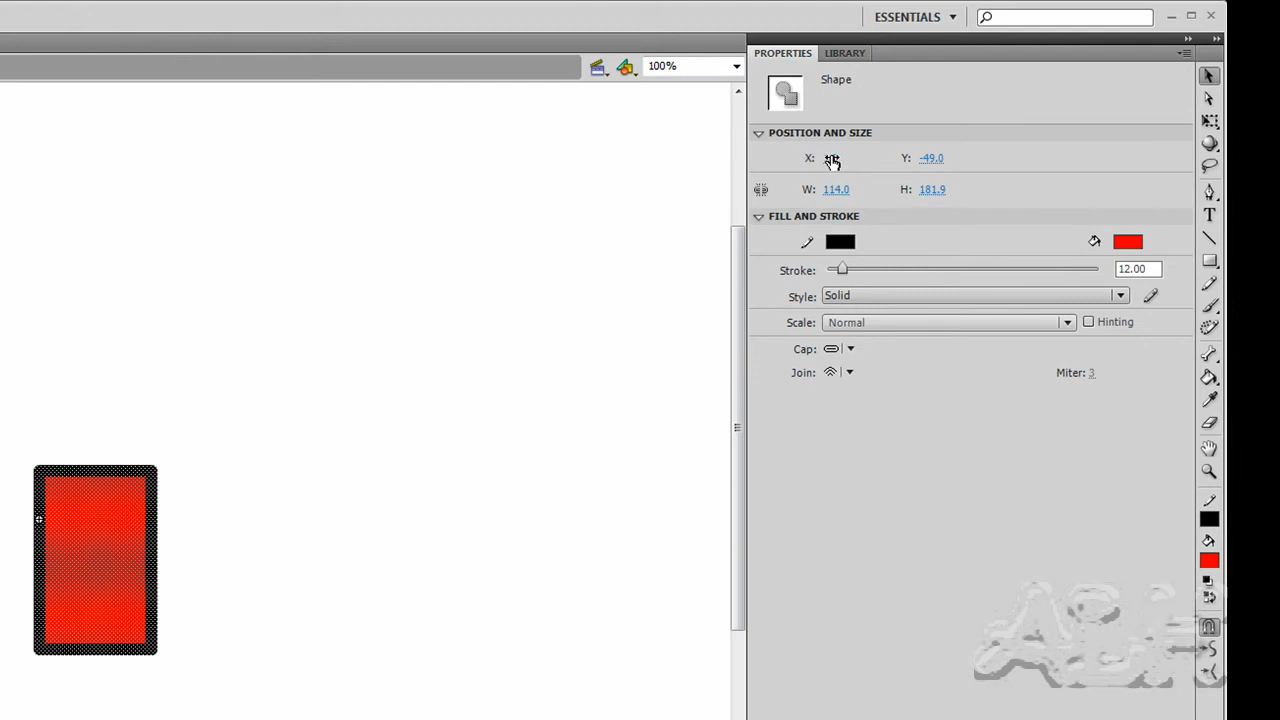 ESSENTIALS
100%
PROPERTIES LIBRARY
Shape
POSITION AND SIZE
X: Y: -49.0
W: 114.0 H: 181.9
FILL AND STROKE
Stroke: 12.00
Style: Solid
Scale: Normal Hinting
Cap:
Join: Miter: 3